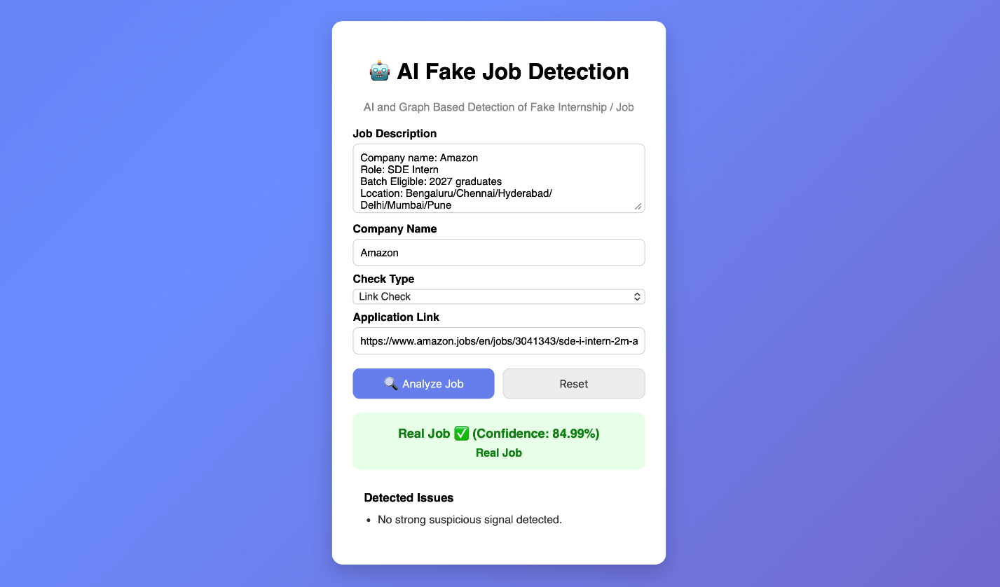 🤖 AI Fake Job Detection
AI and Graph Based Detection of Fake Internship / Job
Job Description
Company name: Amazon
Role: SDE Intern
Batch Eligible: 2027 graduates
Location: Bengaluru/Chennai/Hyderabad/
Delhi/Mumbai/Pune
Company Name
Amazon
Check Type
Link Check
Application Link
https://www.amazon.jobs/en/jobs/3041343/sde-i-intern-2m-a
🔍 Analyze Job
Reset
Real Job ✅ (Confidence: 84.99%)
Real Job
Detected Issues
• No strong suspicious signal detected.